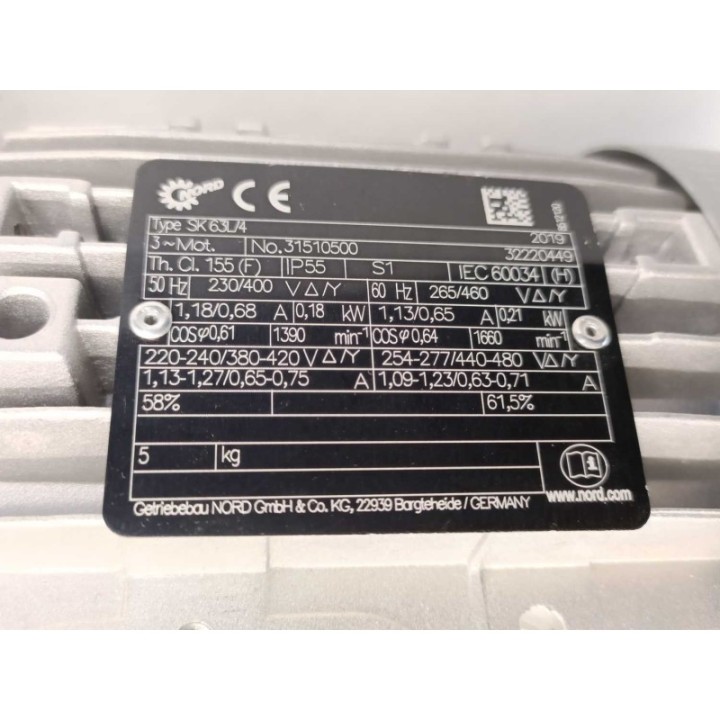 NORD CE
Type SK 63L/4 2019
3~Mot. No. 31510500 32220449
Th. Cl. 155 (F) IP55 S1 IEC 60034 (H)
50 Hz 230/400 V Δ/Y 60 Hz 265/460 V Δ/Y
1,18/0,68 A 0,18 kW 1,13/0,65 A 0,21 kW
COSφ0,61 1390 min⁻¹ COSφ0,64 1660 min⁻¹
220-240/380-420 V Δ/Y 254-277/440-480 VΔ/Y
1,13-1,27/0,65-0,75 A 1,09-1,23/0,63-0,71 A
58% 61,5%
5 kg
www.nord.com
Getriebebau NORD GmbH & Co. KG, 22939 Bargteheide / GERMANY